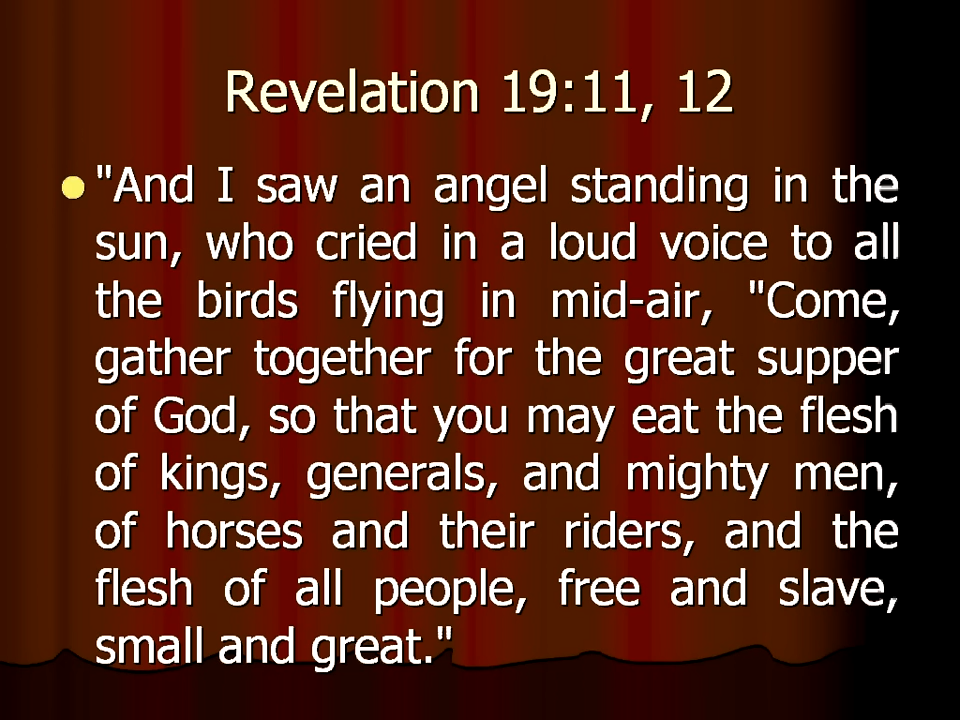 Revelation 19:11, 12
"And I saw an angel standing in the
sun, who cried in a loud voice to all
the birds flying in mid-air, "Come,
gather together for the great supper
of God, so that you may eat the flesh
of kings, generals, and mighty men,
of horses and their riders, and the
flesh of all people, free and slave,
small and great."